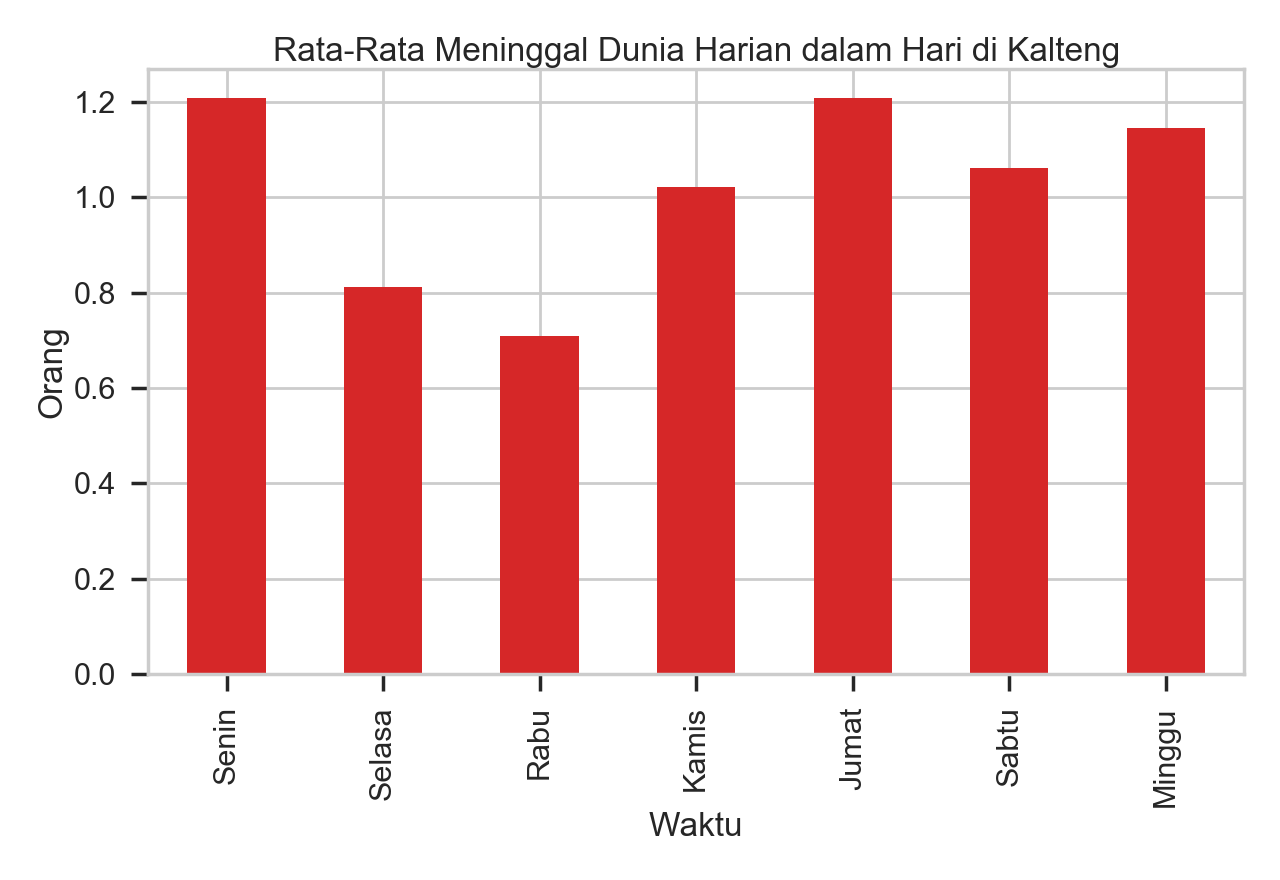 Rata-Rata Meninggal Dunia Harian dalam Hari di Kalteng
Orang
1.2
1.0
0.8
0.6
0.4
0.2
0.0
Senin
Selasa
Rabu
Kamis
Jumat
Sabtu
Minggu
Waktu